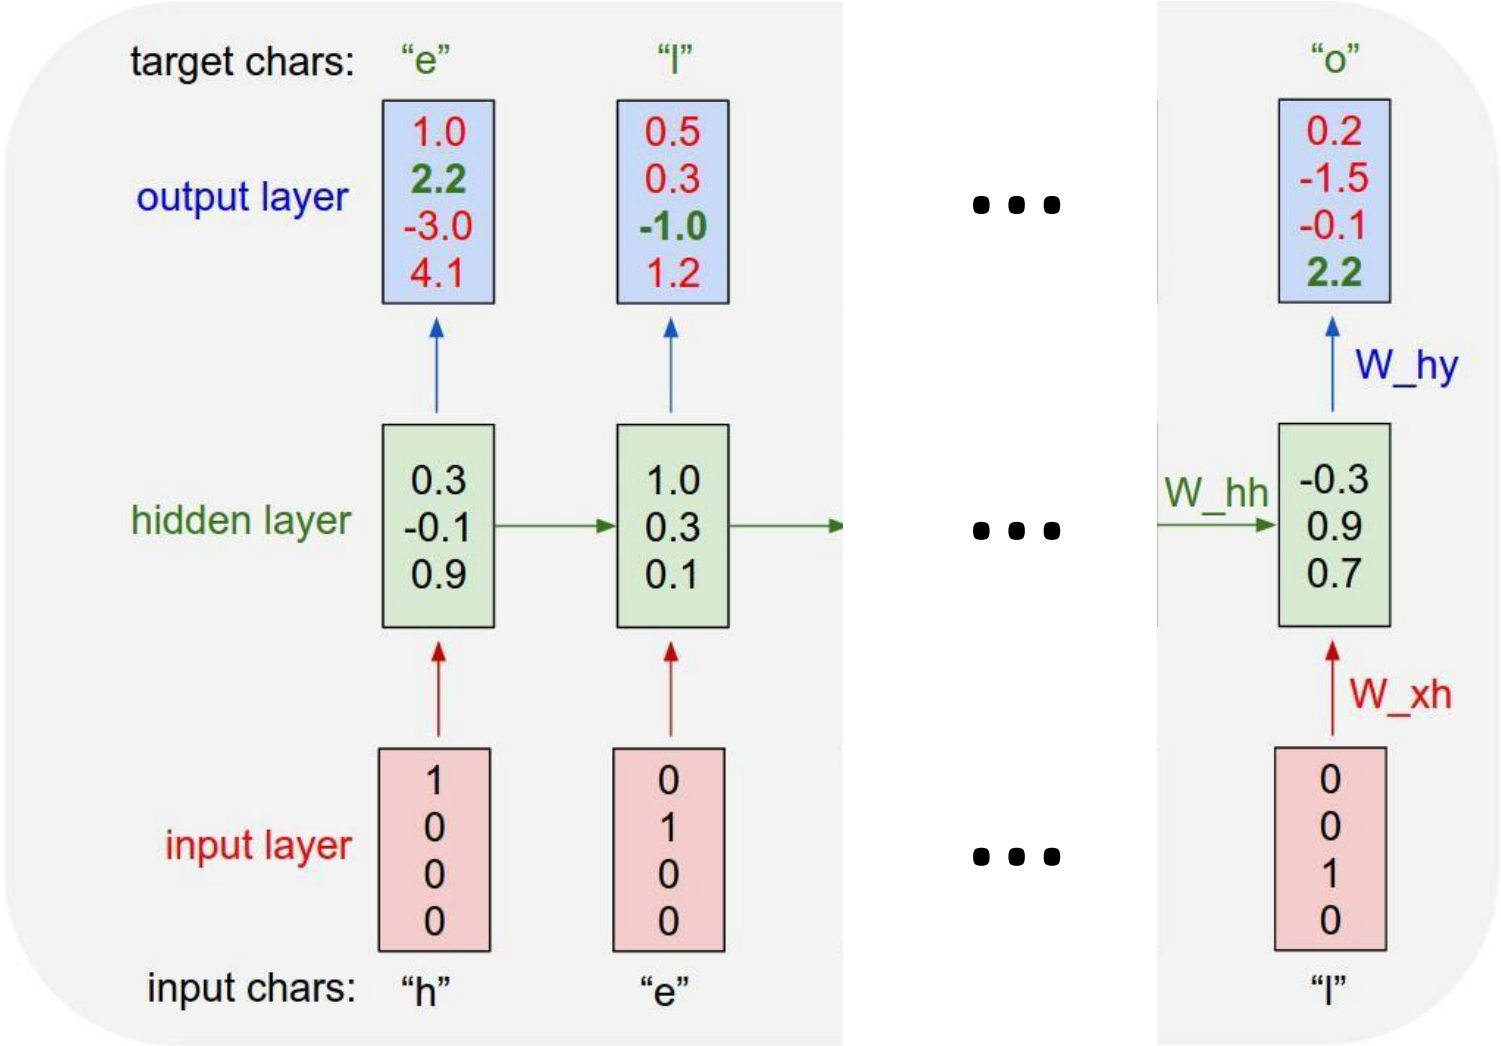 target chars: “e” “l” “o”
1.0 0.5 0.2
2.2 0.3 -1.5
output layer -3.0 -1.0 ... -0.1
4.1 1.2 2.2
W_hy
0.3 1.0 W_hh -0.3
hidden layer -0.1 0.3 ... 0.9
0.9 0.1 0.7
W_xh
1 0 0
0 1 0
input layer 0 0 ... 1
0 0 0
input chars: “h” “e” “l”